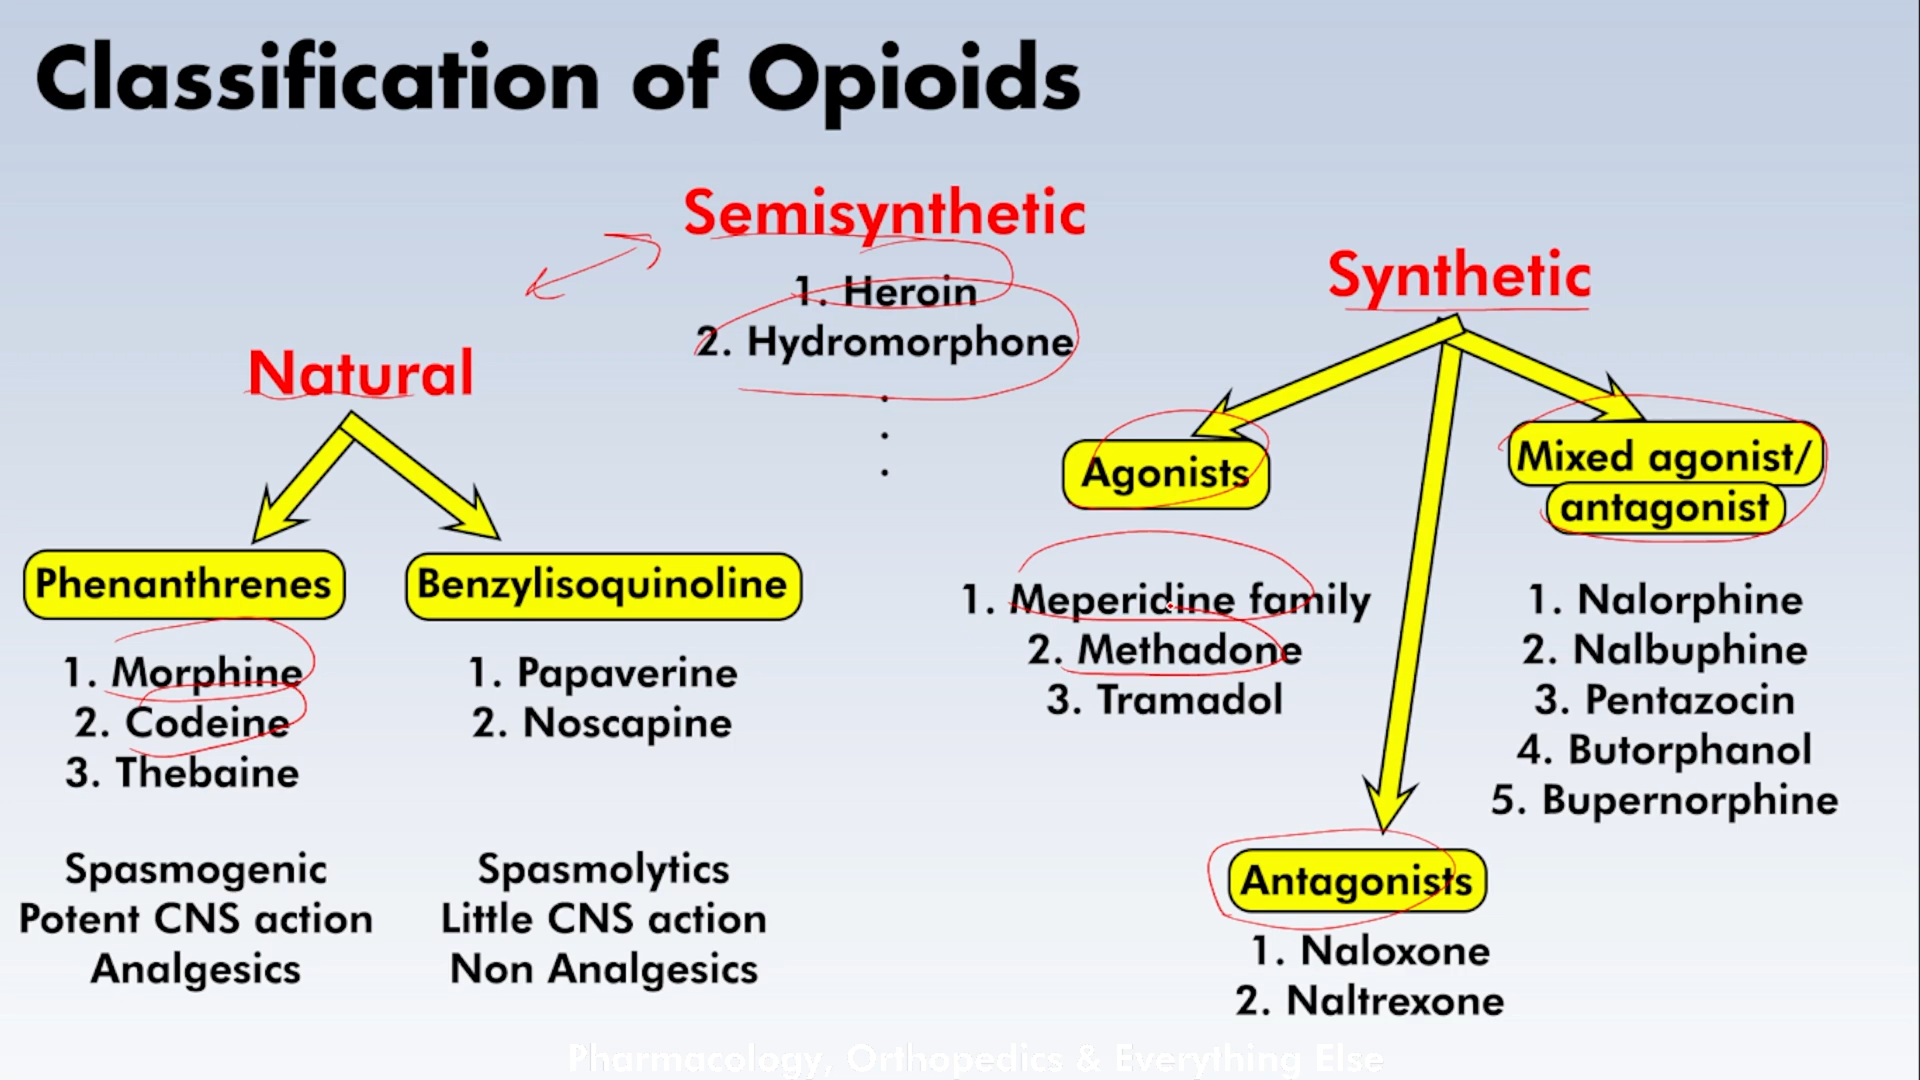 Classification of Opioids
Semisynthetic
1. Heroin
2. Hydromorphone
.
.
.
Natural
Phenanthrenes
1. Morphine
2. Codeine
3. Thebaine
Spasmogenic
Potent CNS action
Analgesics
Benzylisoquinoline
1. Papaverine
2. Noscapine
Spasmolytics
Little CNS action
Non Analgesics
Synthetic
Agonists
1. Meperidine family
2. Methadone
3. Tramadol
Mixed agonist/
antagonist
1. Nalorphine
2. Nalbuphine
3. Pentazocin
4. Butorphanol
5. Bupernorphine
Antagonists
1. Naloxone
2. Naltrexone
Pharmacology, Orthopedics & Everything Else